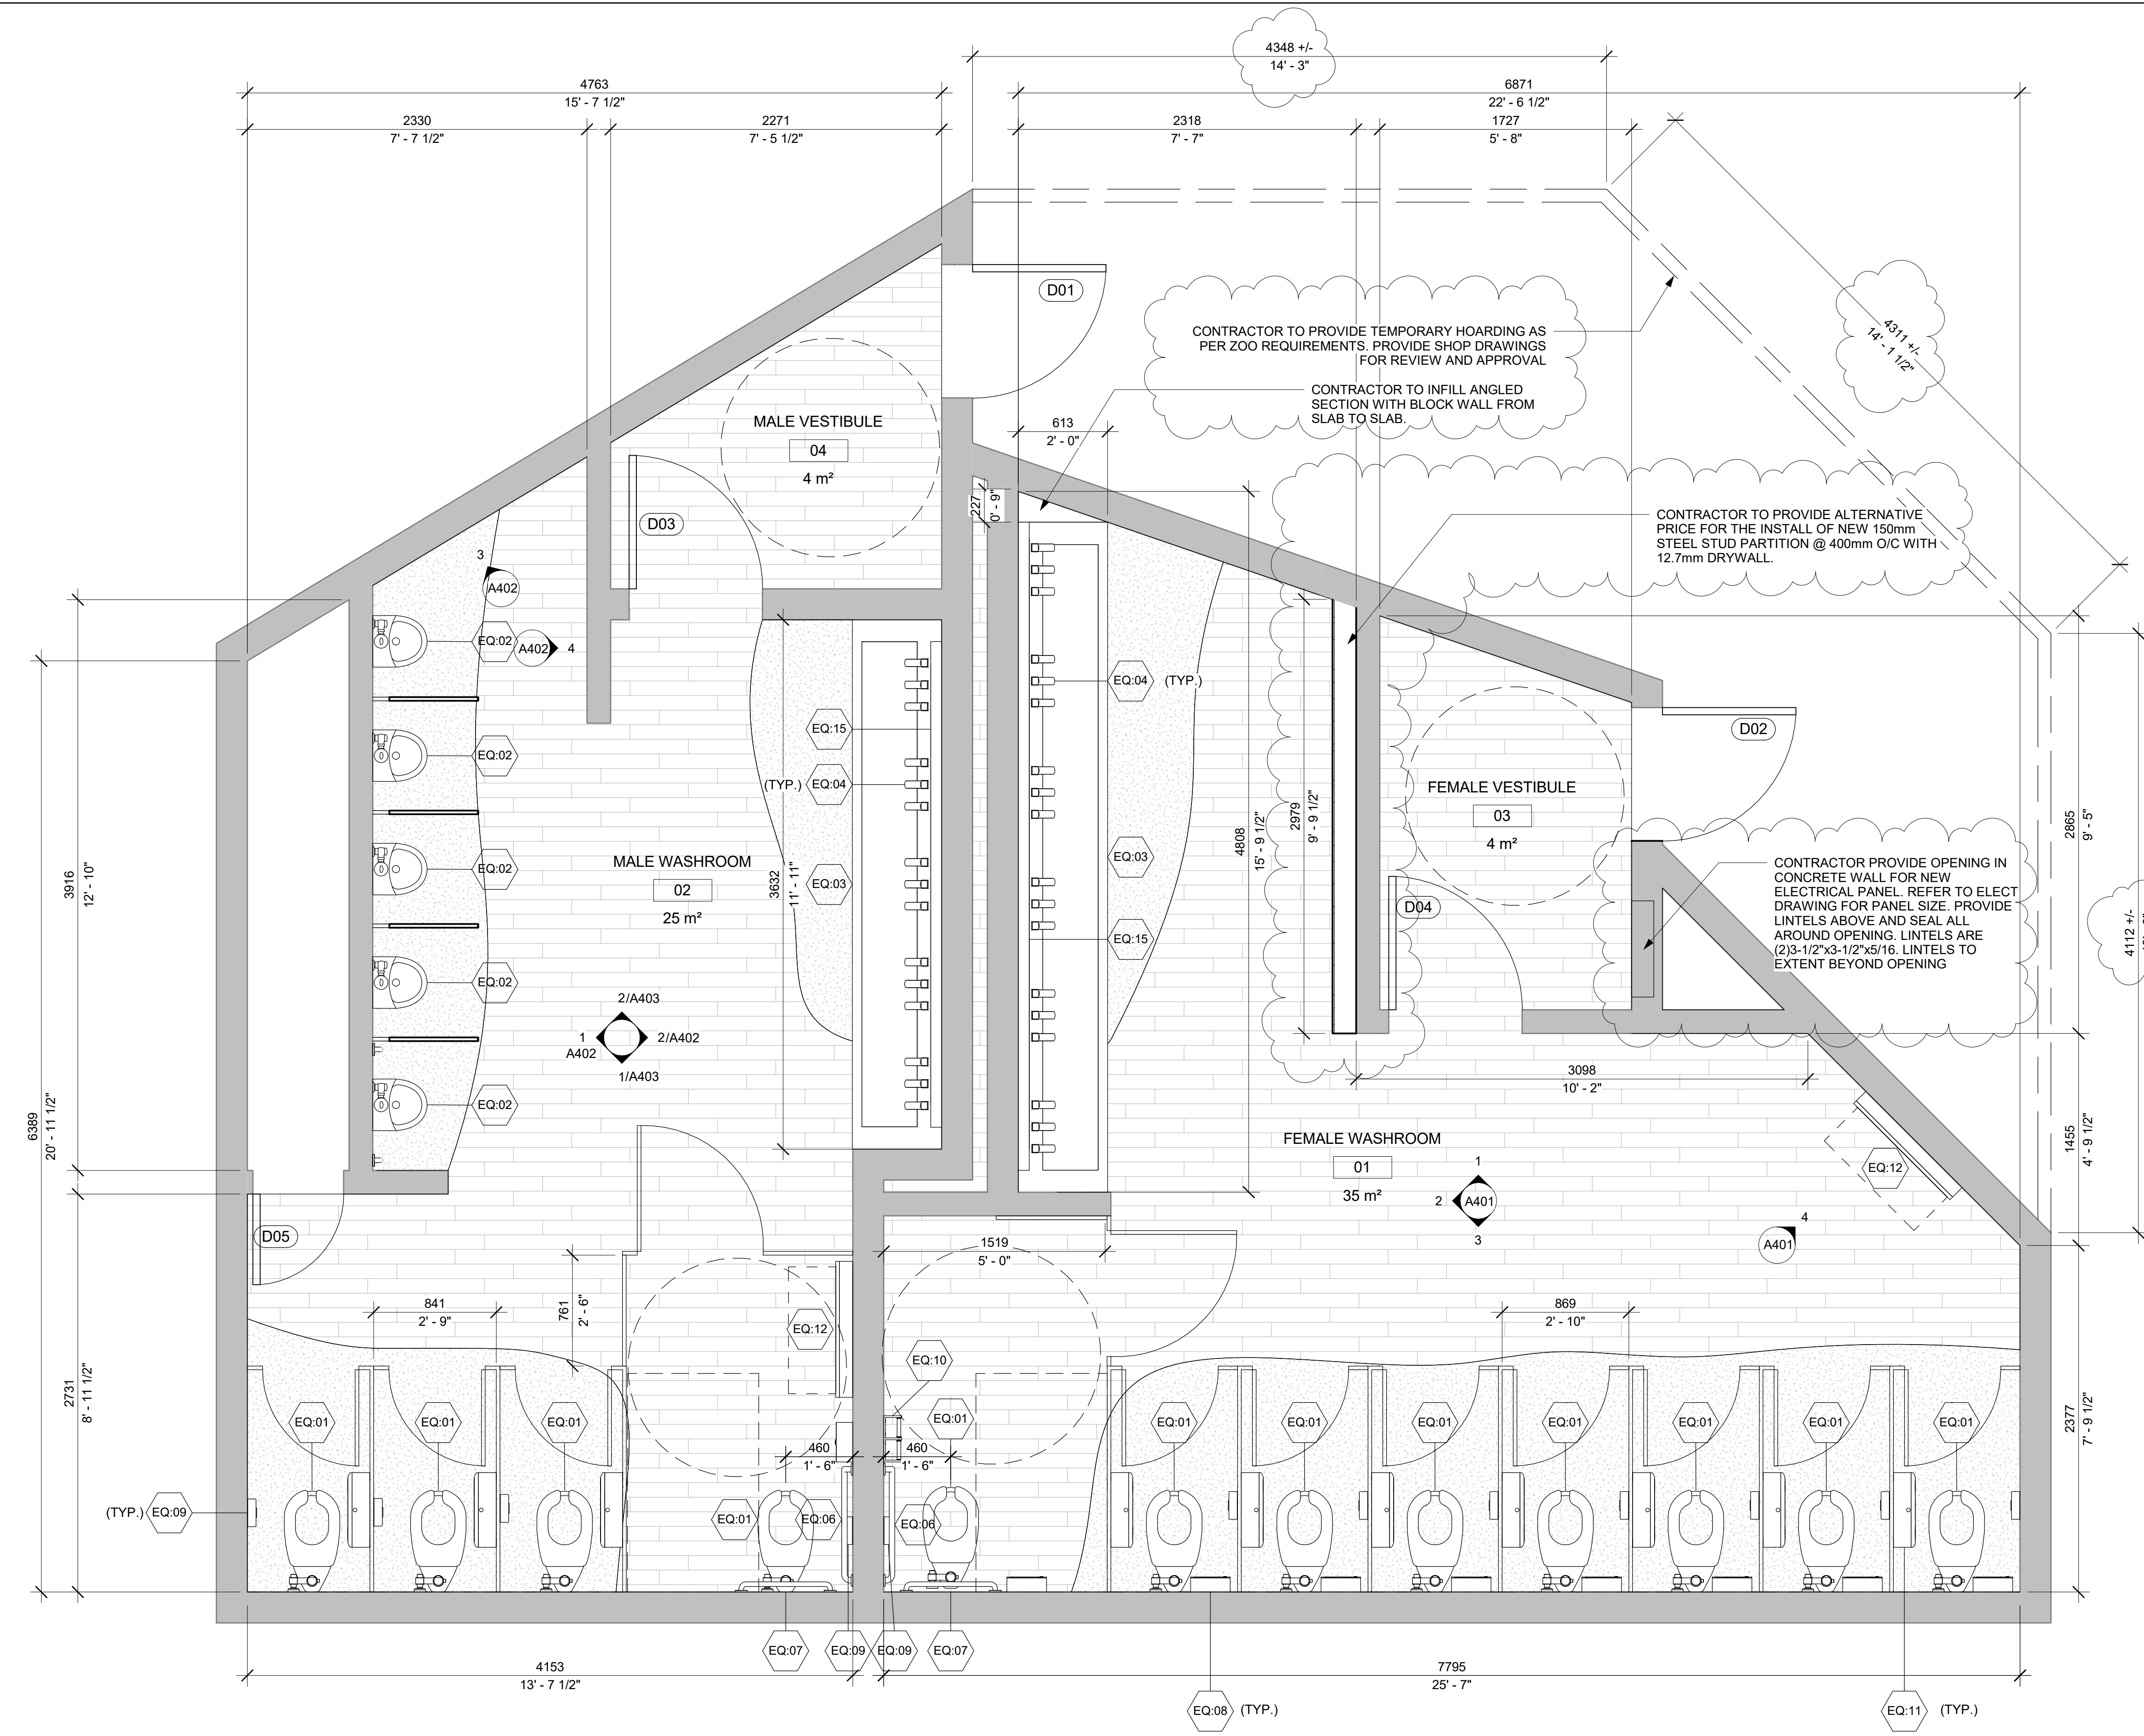 4348 +/-
14' - 3"
4763
15' - 7 1/2"
6871
22' - 6 1/2"
2330
7' - 7 1/2"
2271
7' - 5 1/2"
2318
7' - 7"
1727
5' - 8"
D01
4311 +/-
14' - 1 1/2"
CONTRACTOR TO PROVIDE TEMPORARY HOARDING AS
PER ZOO REQUIREMENTS. PROVIDE SHOP DRAWINGS
FOR REVIEW AND APPROVAL
CONTRACTOR TO INFILL ANGLED
SECTION WITH BLOCK WALL FROM
SLAB TO SLAB.
613
2' - 0"
MALE VESTIBULE
04
4 m²
227
0' - 9"
D03
CONTRACTOR TO PROVIDE ALTERNATIVE
PRICE FOR THE INSTALL OF NEW 150mm
STEEL STUD PARTITION @ 400mm O/C WITH
12.7mm DRYWALL.
3
A402
EQ:02
A402
4
EQ:04
(TYP.)
EQ:15
D02
EQ:02
(TYP.)
EQ:04
FEMALE VESTIBULE
03
4 m²
2979
9' - 9 1/2"
4808
15' - 9 1/2"
2865
9' - 5"
3916
12' - 10"
MALE WASHROOM
02
25 m²
EQ:02
3632
11' - 11"
EQ:03
EQ:03
D04
CONTRACTOR PROVIDE OPENING IN
CONCRETE WALL FOR NEW
ELECTRICAL PANEL. REFER TO ELECT
DRAWING FOR PANEL SIZE. PROVIDE
LINTELS ABOVE AND SEAL ALL
AROUND OPENING. LINTELS ARE
(2)3-1/2"x3-1/2"x5/16. LINTELS TO
EXTENT BEYOND OPENING
4112 +/-
EQ:15
EQ:02
2/A403
1
A402
2/A402
1/A403
3098
10' - 2"
EQ:02
6389
20' - 11 1/2"
FEMALE WASHROOM
01
35 m²
1
2
A401
3
EQ:12
1455
4' - 9 1/2"
4
A401
D05
1519
5' - 0"
841
2' - 9"
761
2' - 6"
869
2' - 10"
EQ:12
EQ:10
2731
8' - 11 1/2"
2377
7' - 9 1/2"
EQ:01
EQ:01
EQ:01
EQ:01
EQ:01
EQ:01
EQ:01
EQ:01
EQ:01
EQ:01
EQ:01
460
1' - 6"
460
1' - 6"
(TYP.)
EQ:09
EQ:01
EQ:06
EQ:06
EQ:07
EQ:09
EQ:09
EQ:07
4153
13' - 7 1/2"
7795
25' - 7"
EQ:08
(TYP.)
EQ:11
(TYP.)